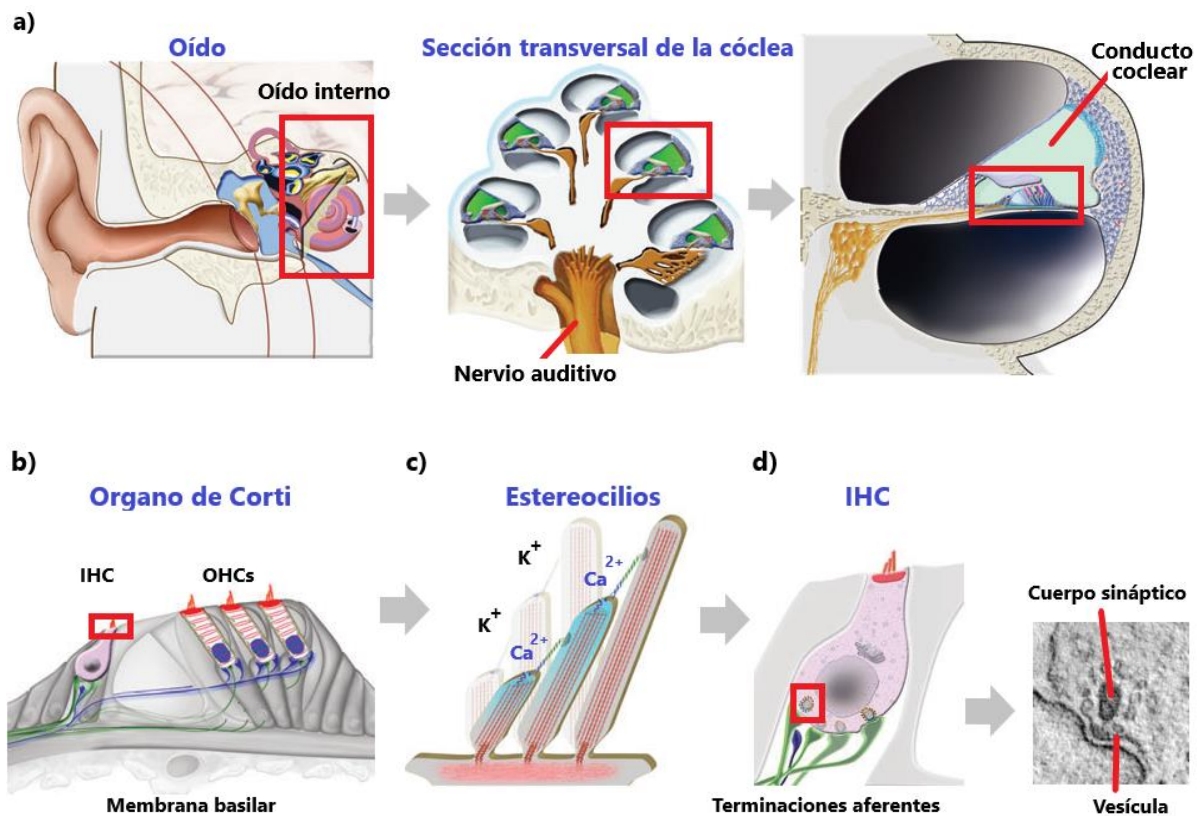 a)
Oído
Oído interno
Sección transversal de la cóclea
Nervio auditivo
Conducto
coclear
b)
Organo de Corti
IHC
OHCs
Membrana basilar
c)
Estereocilios
K+
Ca2+
K+
Ca2+
d)
IHC
Terminaciones aferentes
Cuerpo sináptico
Vesícula